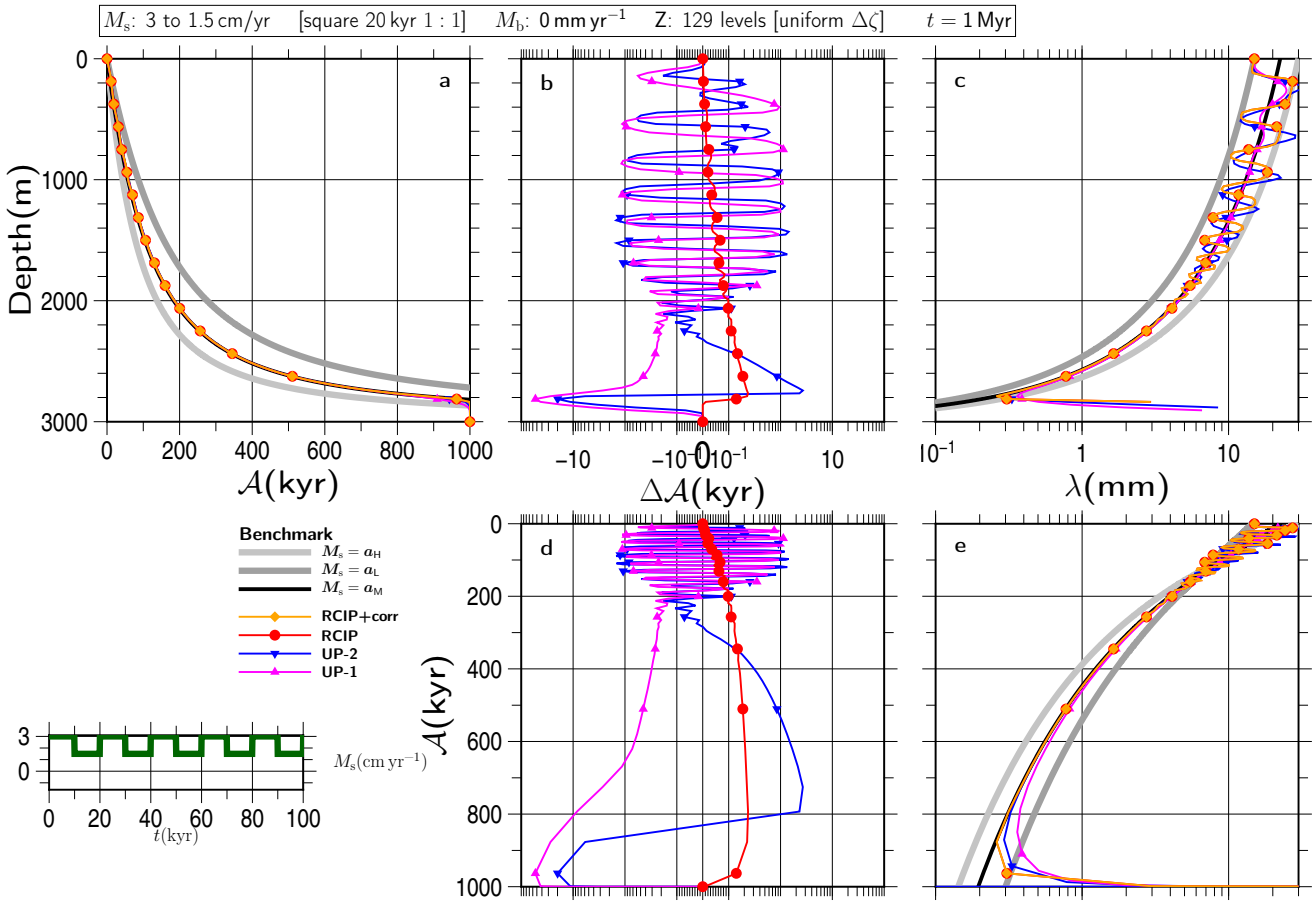 Mₛ: 3 to 1.5 cm/yr [square 20 kyr 1 : 1] M_b: 0 mm yr⁻¹ Z: 129 levels [uniform Δζ] t = 1 Myr
a
b
c
0
1000
2000
3000
Depth(m)
0 200 400 600 800 1000
𝒜(kyr)
−10 −10⁻¹ 0 10⁻¹ 10
Δ𝒜(kyr)
10⁻¹ 1 10
λ(mm)
Benchmark
Mₛ = a_H
Mₛ = a_L
Mₛ = a_M
RCIP+corr
RCIP
UP-2
UP-1
3
0
Mₛ(cm yr⁻¹)
0 20 40 60 80 100
t(kyr)
d
e
0
200
400
600
800
1000
𝒜(kyr)